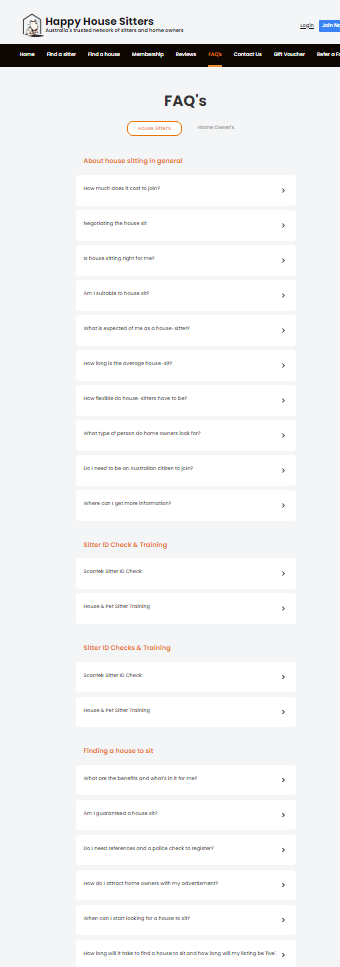 Happy House Sitters
Australia's trusted network of sitters and home owners
Login
Join No
Home Find a sitter Find a house Membership Reviews FAQ's Contact Us Gift Voucher Refer a Fr
FAQ's
House Sitter's Home Owner's
About house sitting in general
How much does it cost to join?
Negotiating the house sit
Is house sitting right for me?
Am I suitable to house sit?
What is expected of me as a house-sitter?
How long is the average house-sit?
How flexible do house-sitters have to be?
What type of person do home owners look for?
Do I need to be an Australian citizen to join?
Where can I get more information?
Sitter ID Check & Training
Scantek Sitter ID Check
House & Pet Sitter Training
Sitter ID Checks & Training
Scantek Sitter ID Check
House & Pet Sitter Training
Finding a house to sit
What are the benefits and what's in it for me?
Am I guaranteed a house sit?
Do I need references and a police check to register?
How do I attract home owners with my advertisment?
When can I start looking for a house to sit?
How long will it take to find a house to sit and how long will my listing be 'live'.